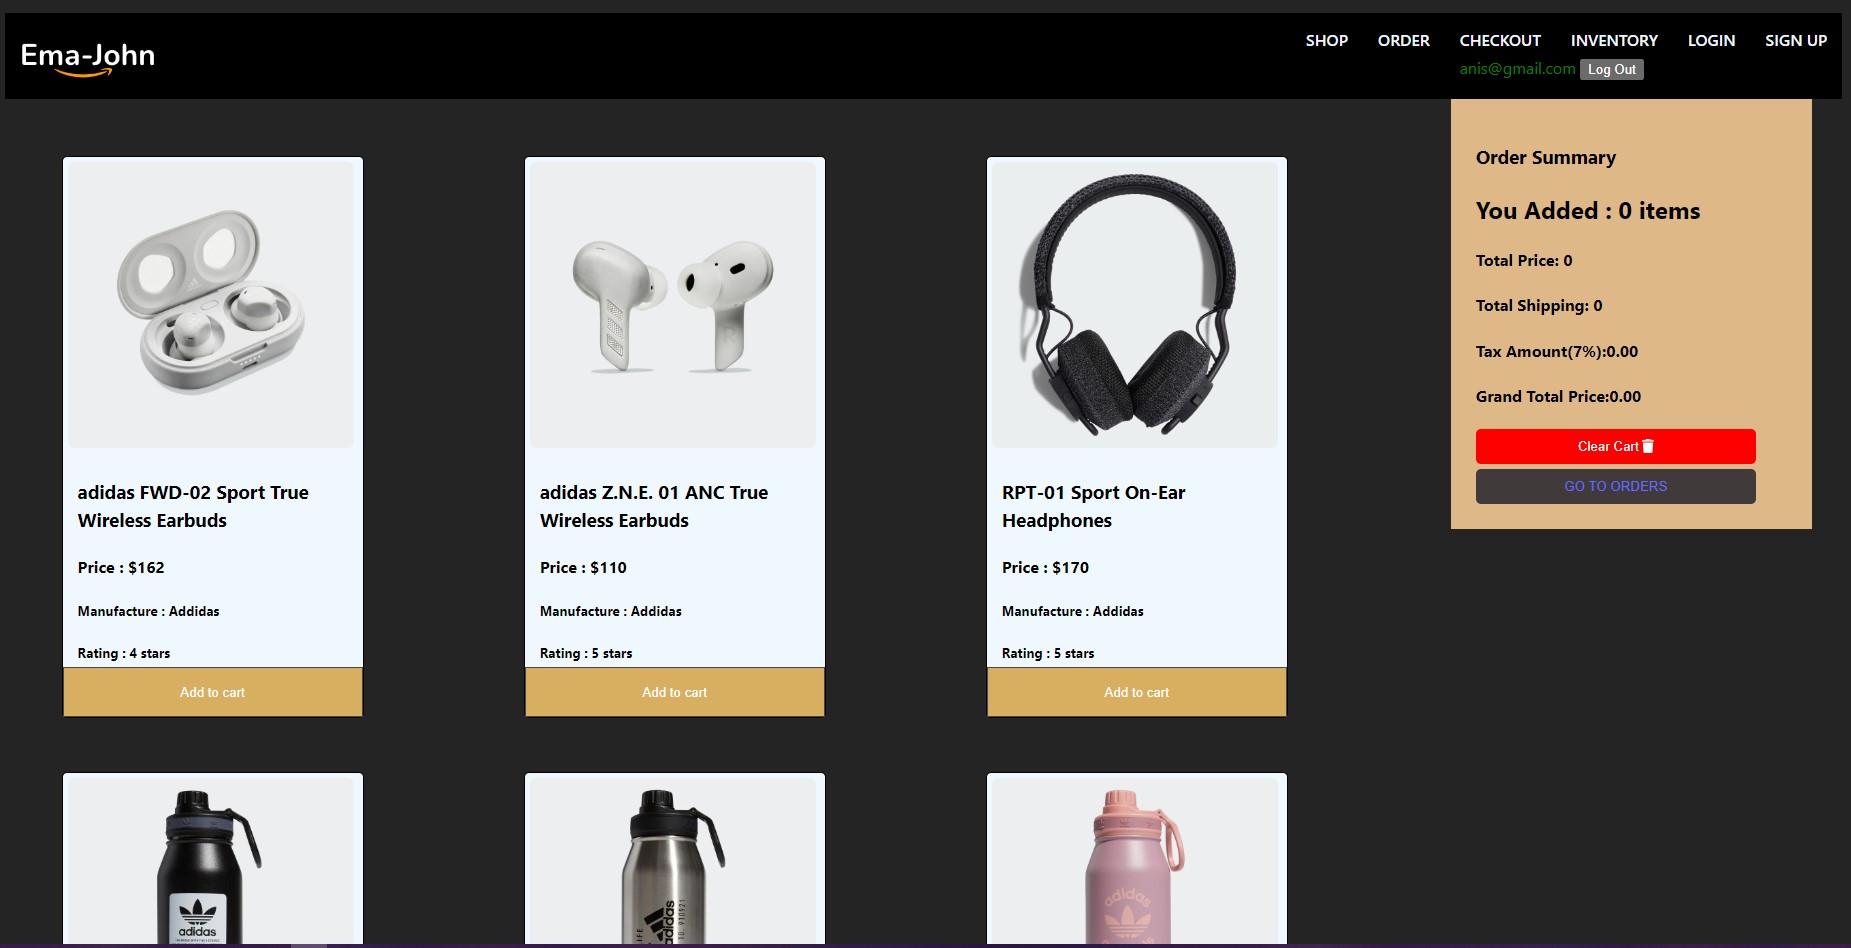 Ema-John
SHOP ORDER CHECKOUT INVENTORY LOGIN SIGN UP
anis@gmail.com Log Out
adidas FWD-02 Sport True
Wireless Earbuds
Price : $162
Manufacture : Addidas
Rating : 4 stars
Add to cart
adidas Z.N.E. 01 ANC True
Wireless Earbuds
Price : $110
Manufacture : Addidas
Rating : 5 stars
Add to cart
RPT-01 Sport On-Ear
Headphones
Price : $170
Manufacture : Addidas
Rating : 5 stars
Add to cart
Order Summary
You Added : 0 items
Total Price: 0
Total Shipping: 0
Tax Amount(7%):0.00
Grand Total Price:0.00
Clear Cart
GO TO ORDERS
adidas
adidas
adidas